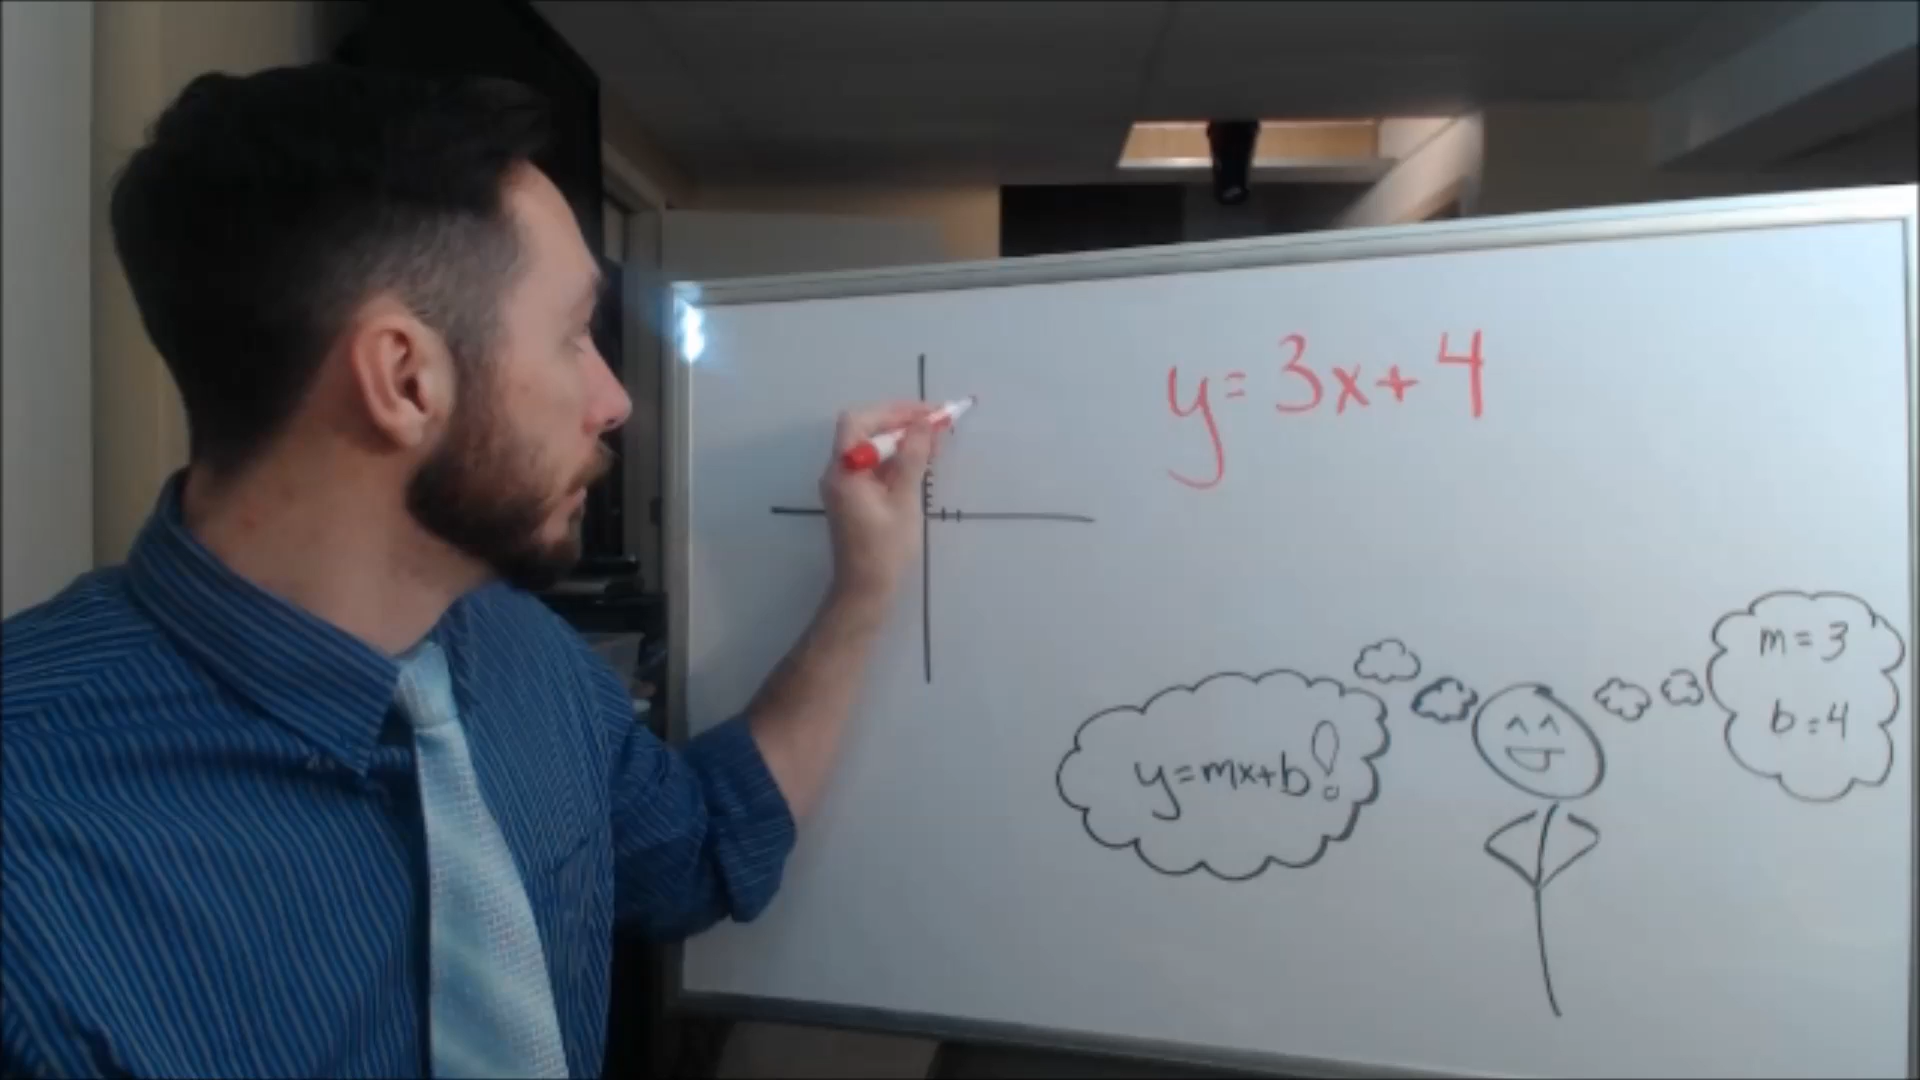 y = 3x + 4
y = mx + b!
m = 3
b = 4